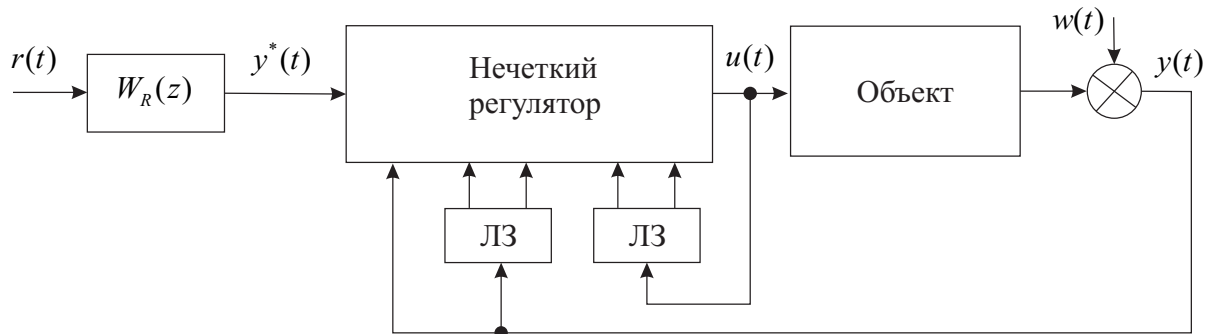 r(t)
W_R(z)
y*(t)
Нечеткий
регулятор
u(t)
Объект
w(t)
y(t)
ЛЗ
ЛЗ